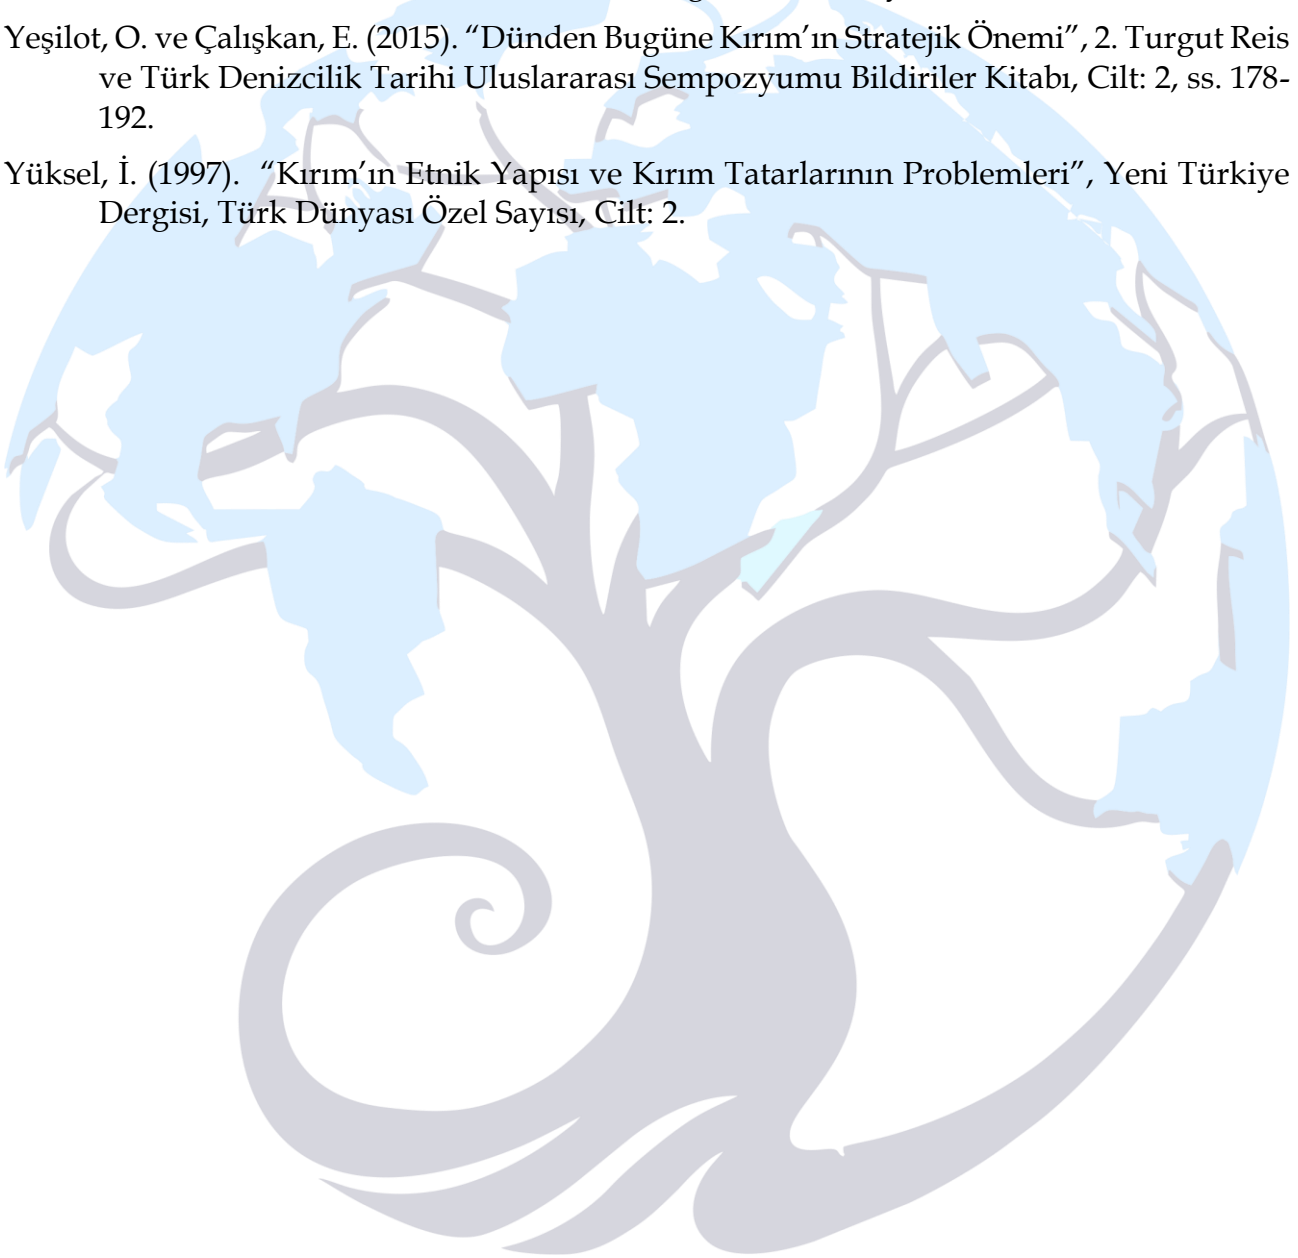 Yeşilot, O. ve Çalışkan, E. (2015). “Dünden Bugüne Kırım’ın Stratejik Önemi”, 2. Turgut Reis
ve Türk Denizcilik Tarihi Uluslararası Sempozyumu Bildiriler Kitabı, Cilt: 2, ss. 178-
192.
Yüksel, İ. (1997). “Kırım’ın Etnik Yapısı ve Kırım Tatarlarının Problemleri”, Yeni Türkiye
Dergisi, Türk Dünyası Özel Sayısı, Cilt: 2.